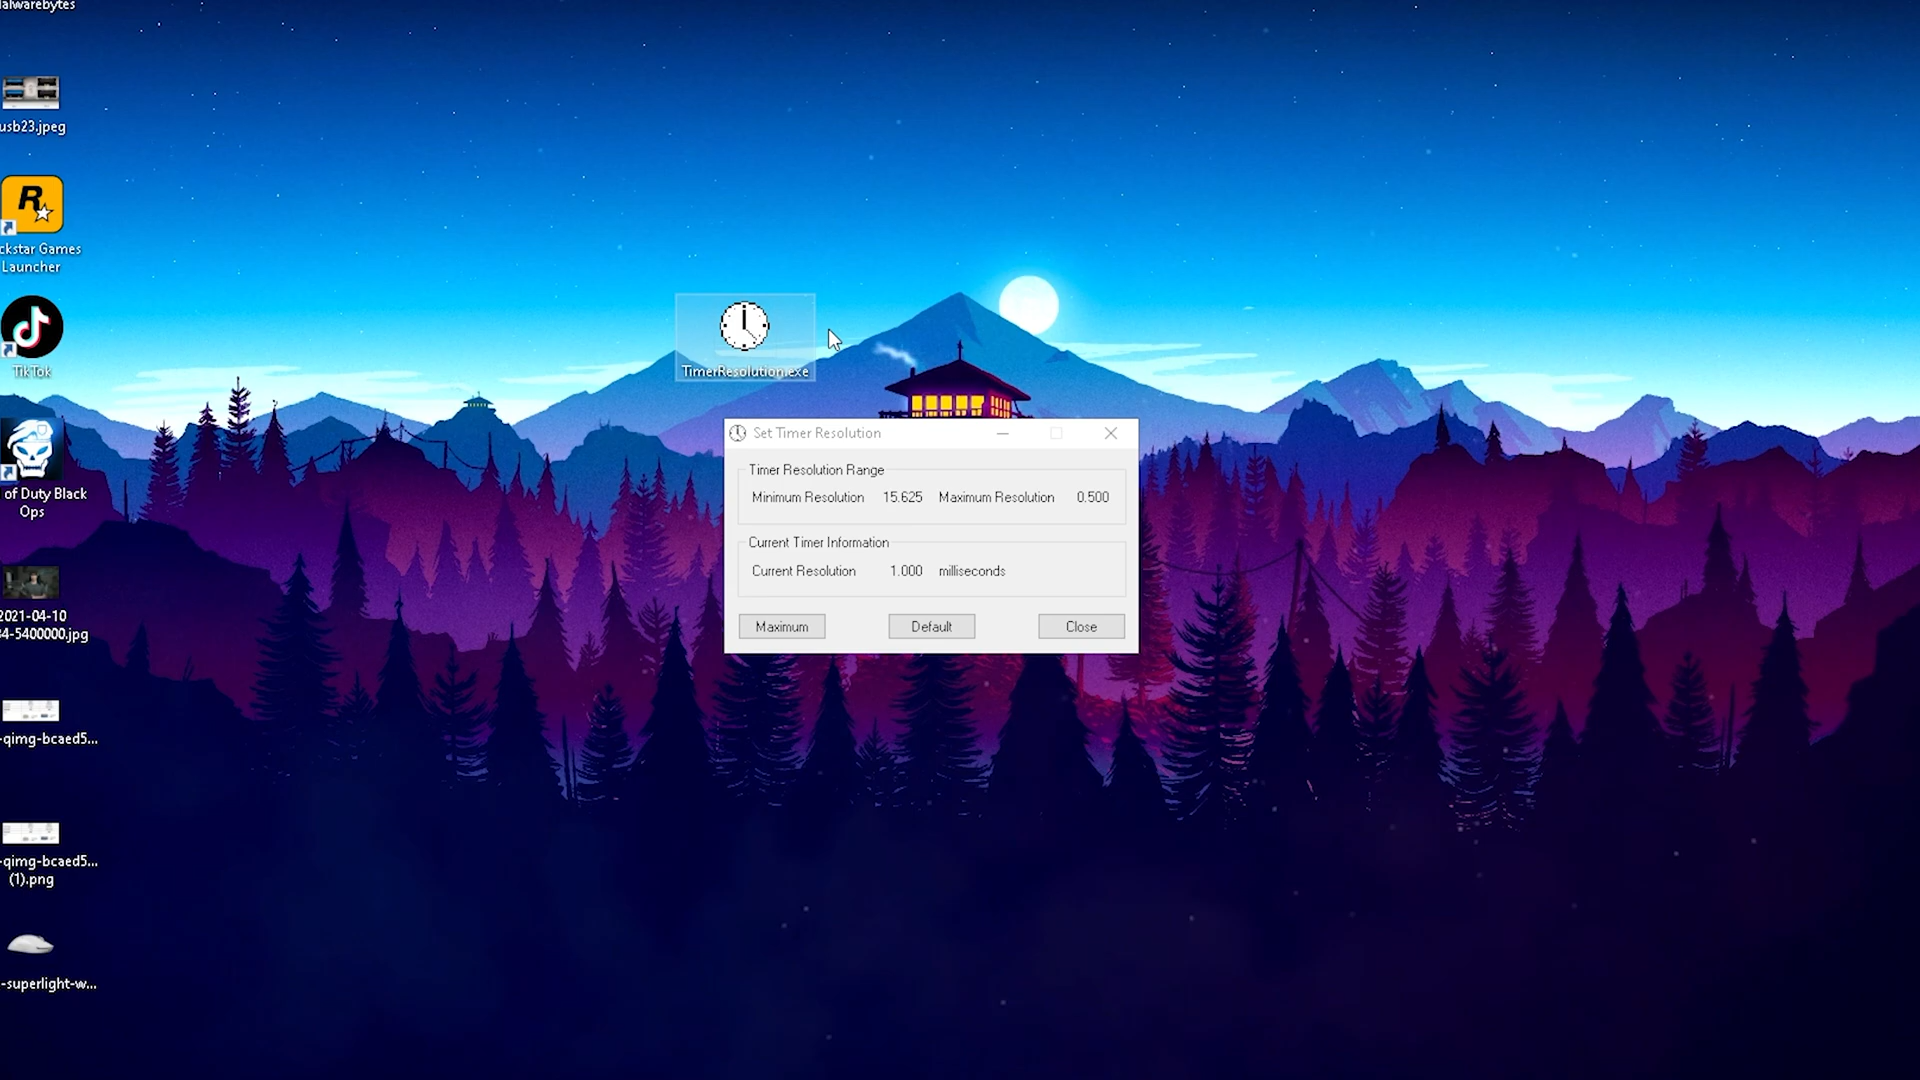 alwarebytes
usb23.jpeg
ckstar Games
Launcher
TikTok
of Duty Black
Ops
2021-04-10
34-5400000.jpg
-qimg-bcaed5...
-qimg-bcaed5...
(1).png
-superlight-w...
TimerResolution.exe
Set Timer Resolution
Timer Resolution Range
Minimum Resolution 15.625 Maximum Resolution 0.500
Current Timer Information
Current Resolution 1.000 milliseconds
Maximum Default Close